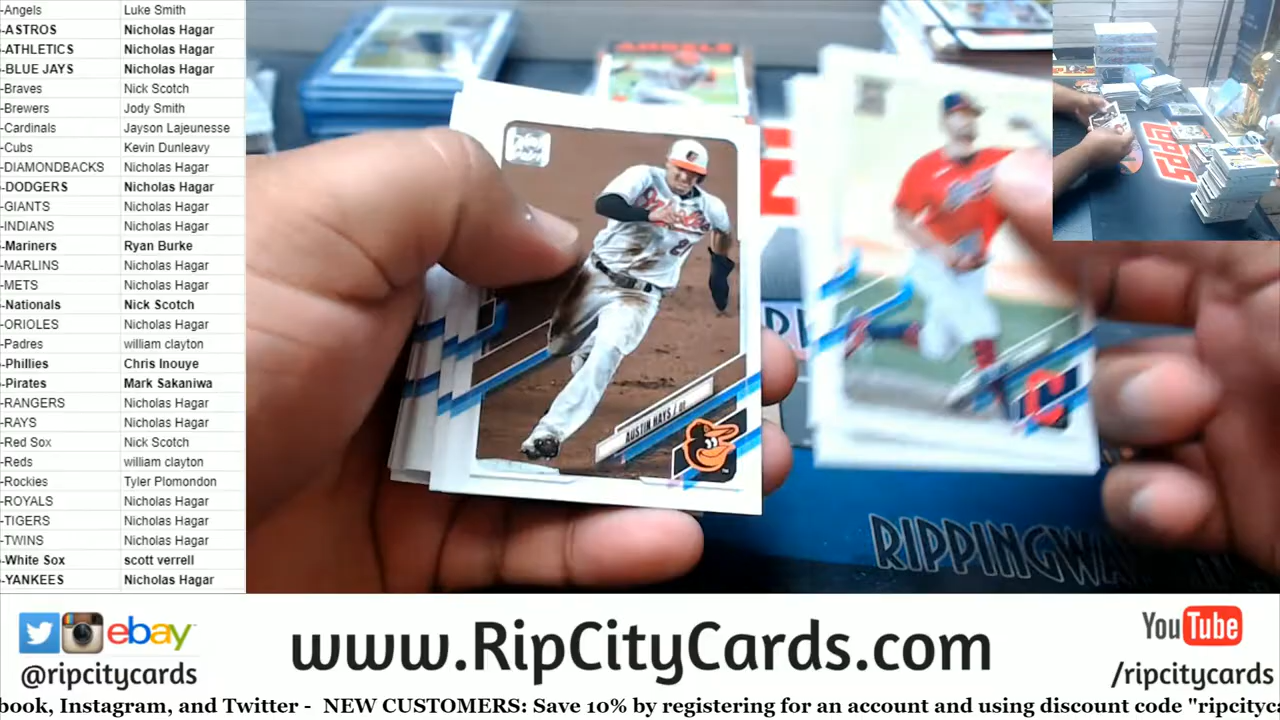 -Angels Luke Smith
-ASTROS Nicholas Hagar
-ATHLETICS Nicholas Hagar
-BLUE JAYS Nicholas Hagar
-Braves Nick Scotch
-Brewers Jody Smith
-Cardinals Jayson Lajeunesse
-Cubs Kevin Dunleavy
-DIAMONDBACKS Nicholas Hagar
-DODGERS Nicholas Hagar
-GIANTS Nicholas Hagar
-INDIANS Nicholas Hagar
-Mariners Ryan Burke
-MARLINS Nicholas Hagar
-METS Nicholas Hagar
-Nationals Nick Scotch
-ORIOLES Nicholas Hagar
-Padres william clayton
-Phillies Chris Inouye
-Pirates Mark Sakaniwa
-RANGERS Nicholas Hagar
-RAYS Nicholas Hagar
-Red Sox Nick Scotch
-Reds william clayton
-Rockies Tyler Plomondon
-ROYALS Nicholas Hagar
-TIGERS Nicholas Hagar
-TWINS Nicholas Hagar
-White Sox scott verrell
-YANKEES Nicholas Hagar
ANGELS
TOPPS
Orioles
21
AUSTIN HAYS / OF
C
RIPPINGWA
ebay
@ripcitycards
www.RipCityCards.com
YouTube
/ripcitycards
book, Instagram, and Twitter - NEW CUSTOMERS: Save 10% by registering for an account and using discount code "ripcityca